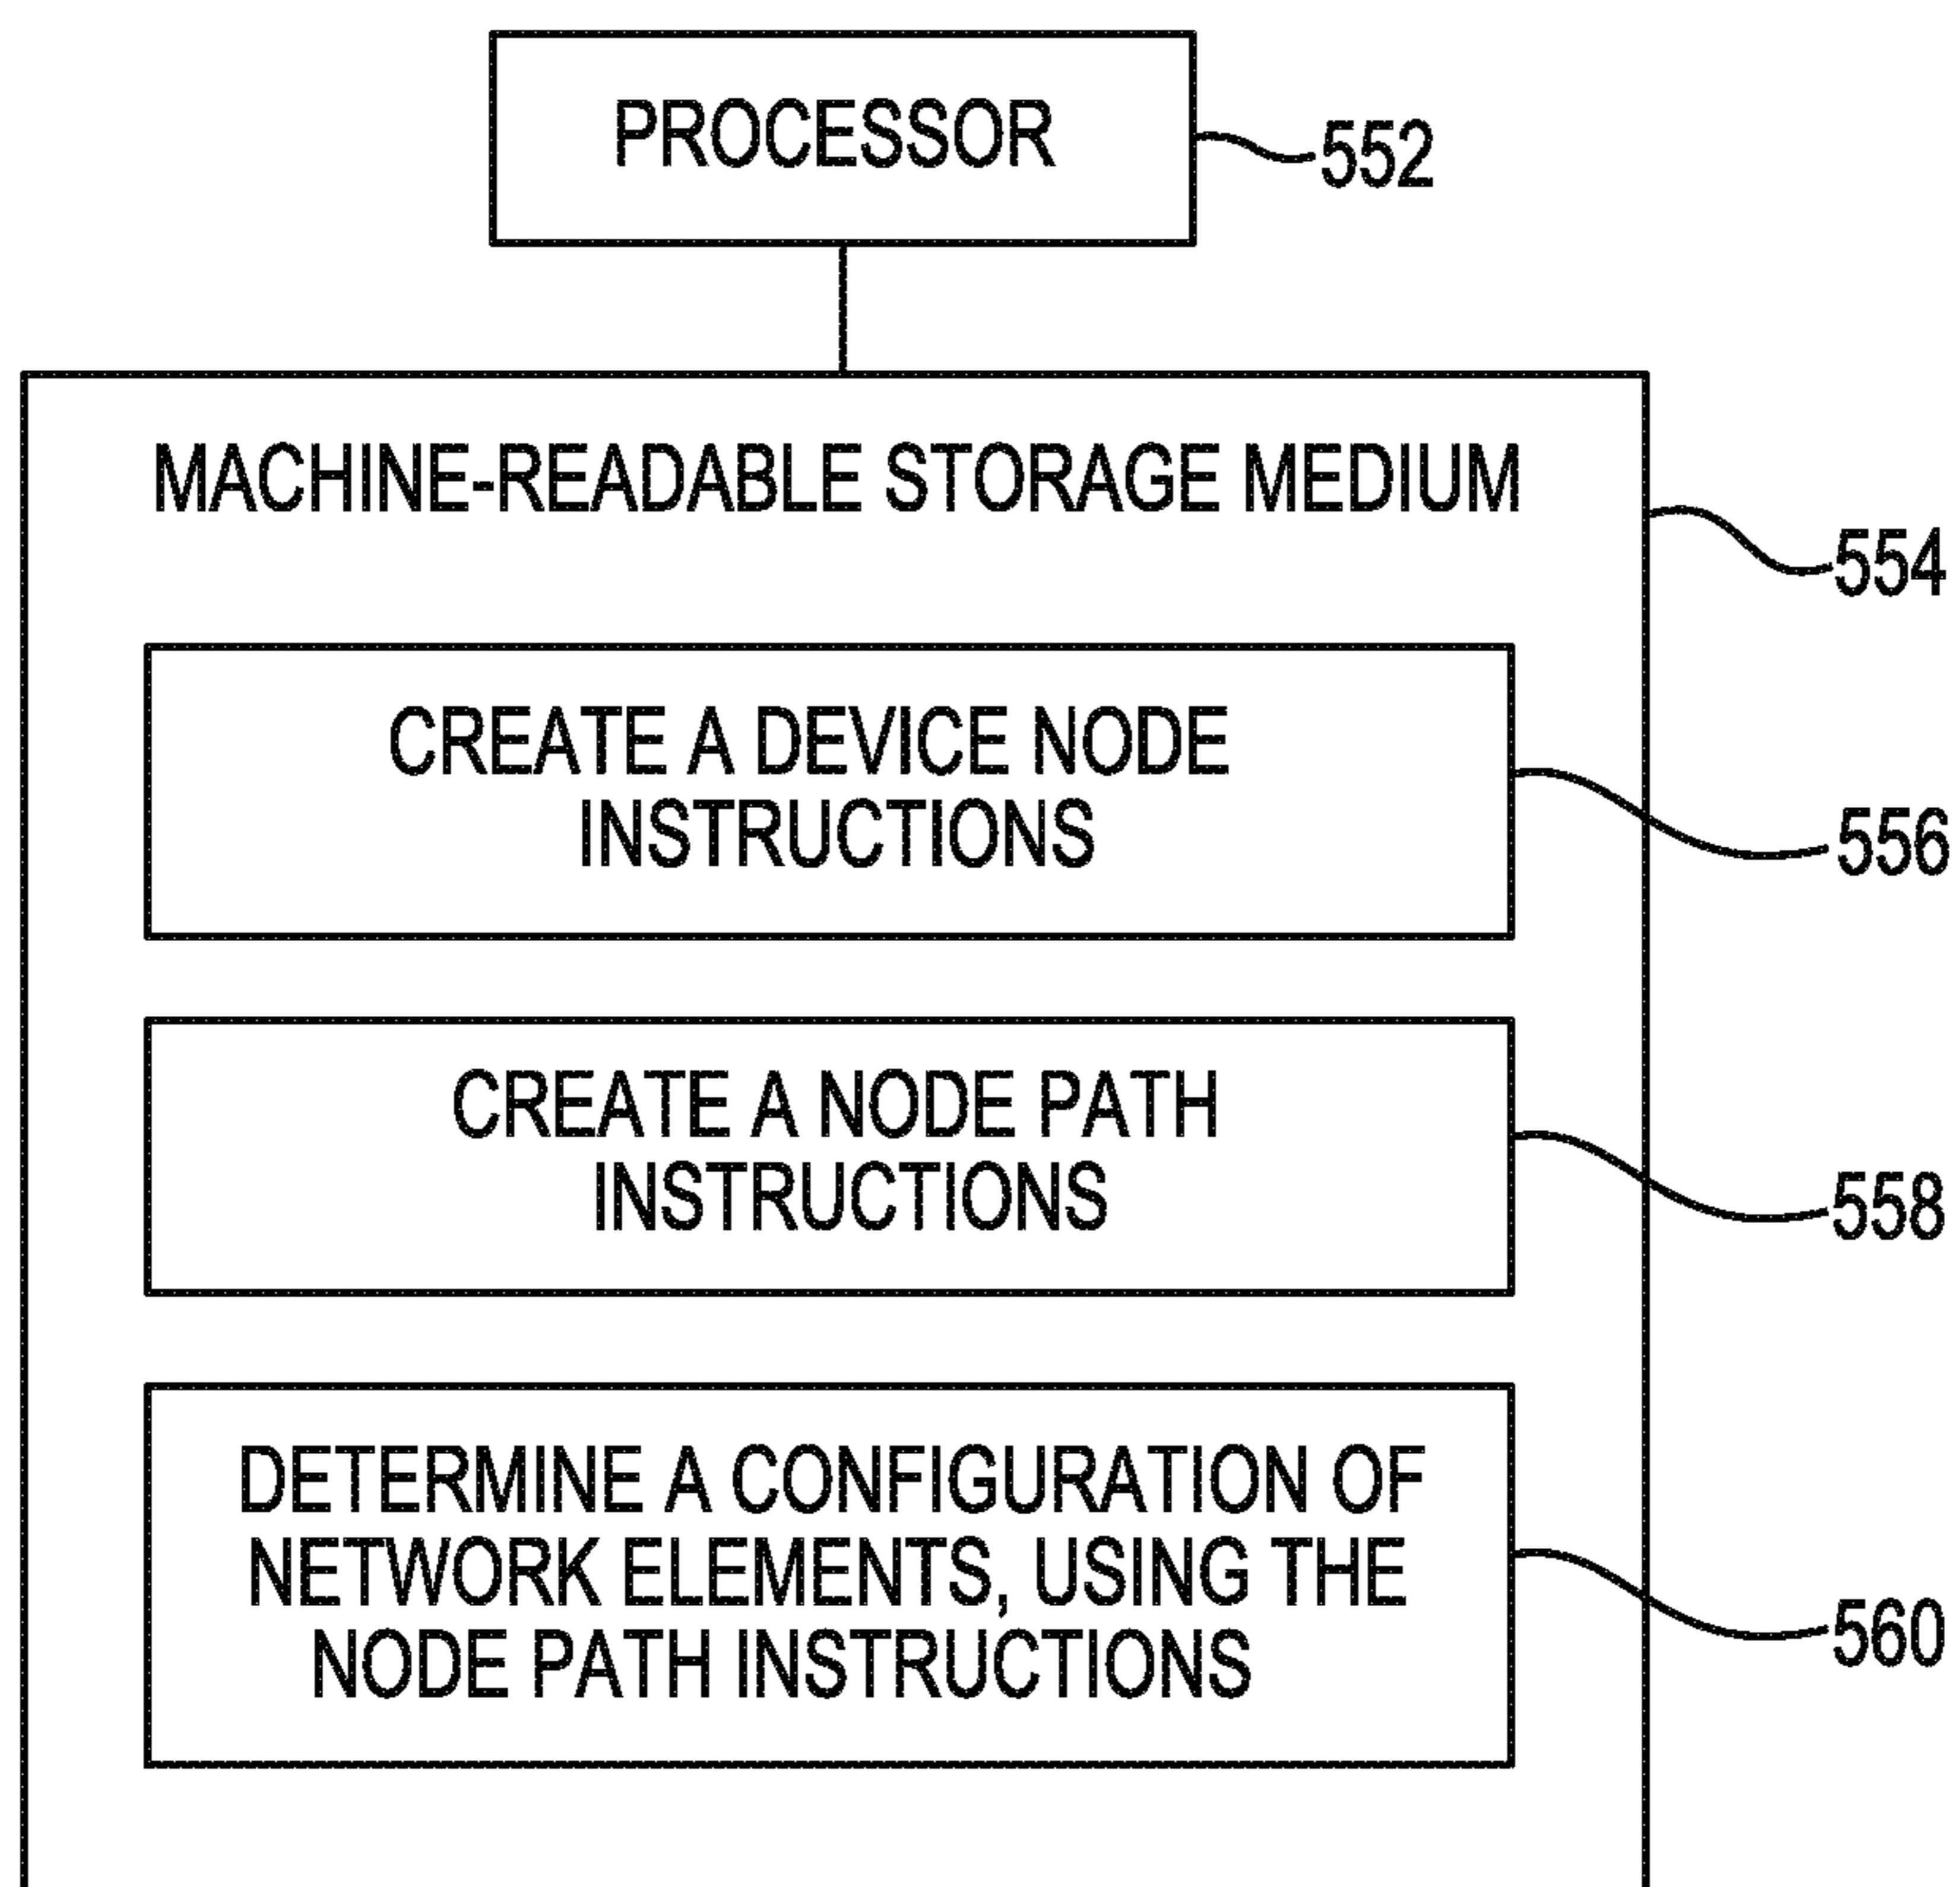 PROCESSOR
552
MACHINE-READABLE STORAGE MEDIUM
554
CREATE A DEVICE NODE
INSTRUCTIONS
556
CREATE A NODE PATH
INSTRUCTIONS
558
DETERMINE A CONFIGURATION OF
NETWORK ELEMENTS, USING THE
NODE PATH INSTRUCTIONS
560